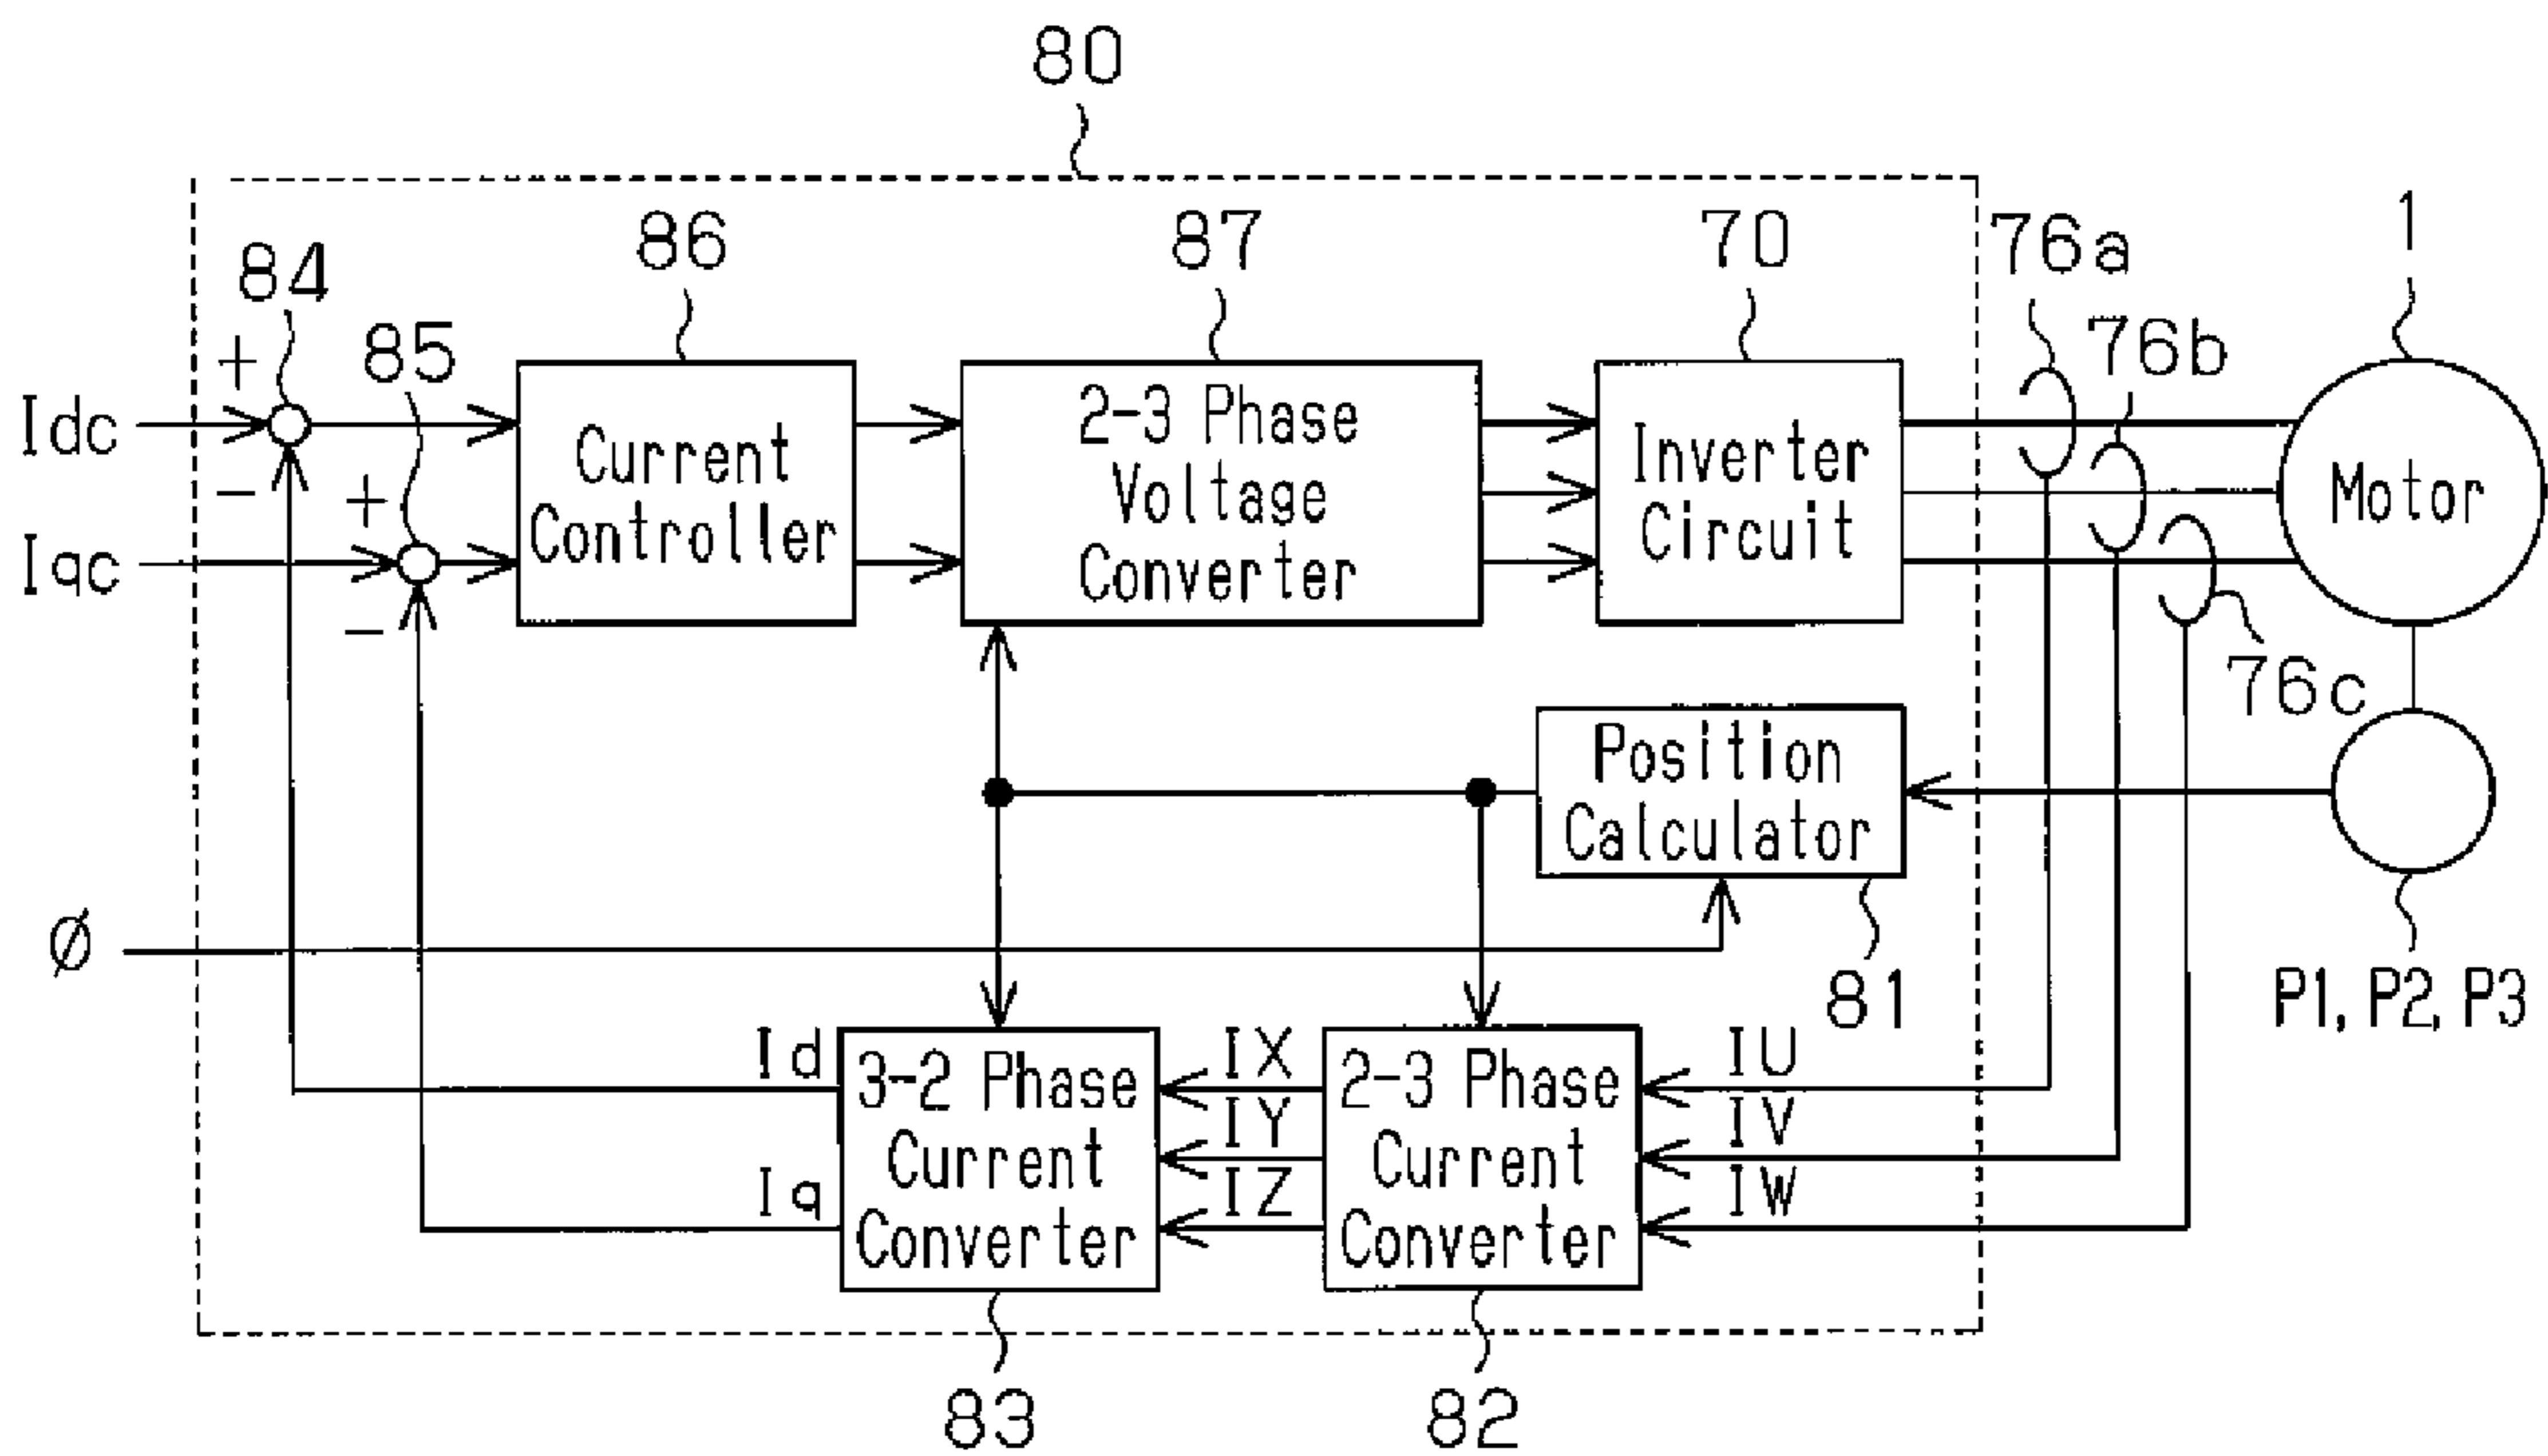 80
84
85
86
87
70
76a
76b
76c
1
+
−
+
−
Idc
Iqc
Current
Controller
2-3 Phase
Voltage
Converter
Inverter
Circuit
Motor
Position
Calculator
81
P1, P2, P3
Ø
Id
Iq
3-2 Phase
Current
Converter
IX
IY
IZ
2-3 Phase
Current
Converter
IU
IV
IW
83
82